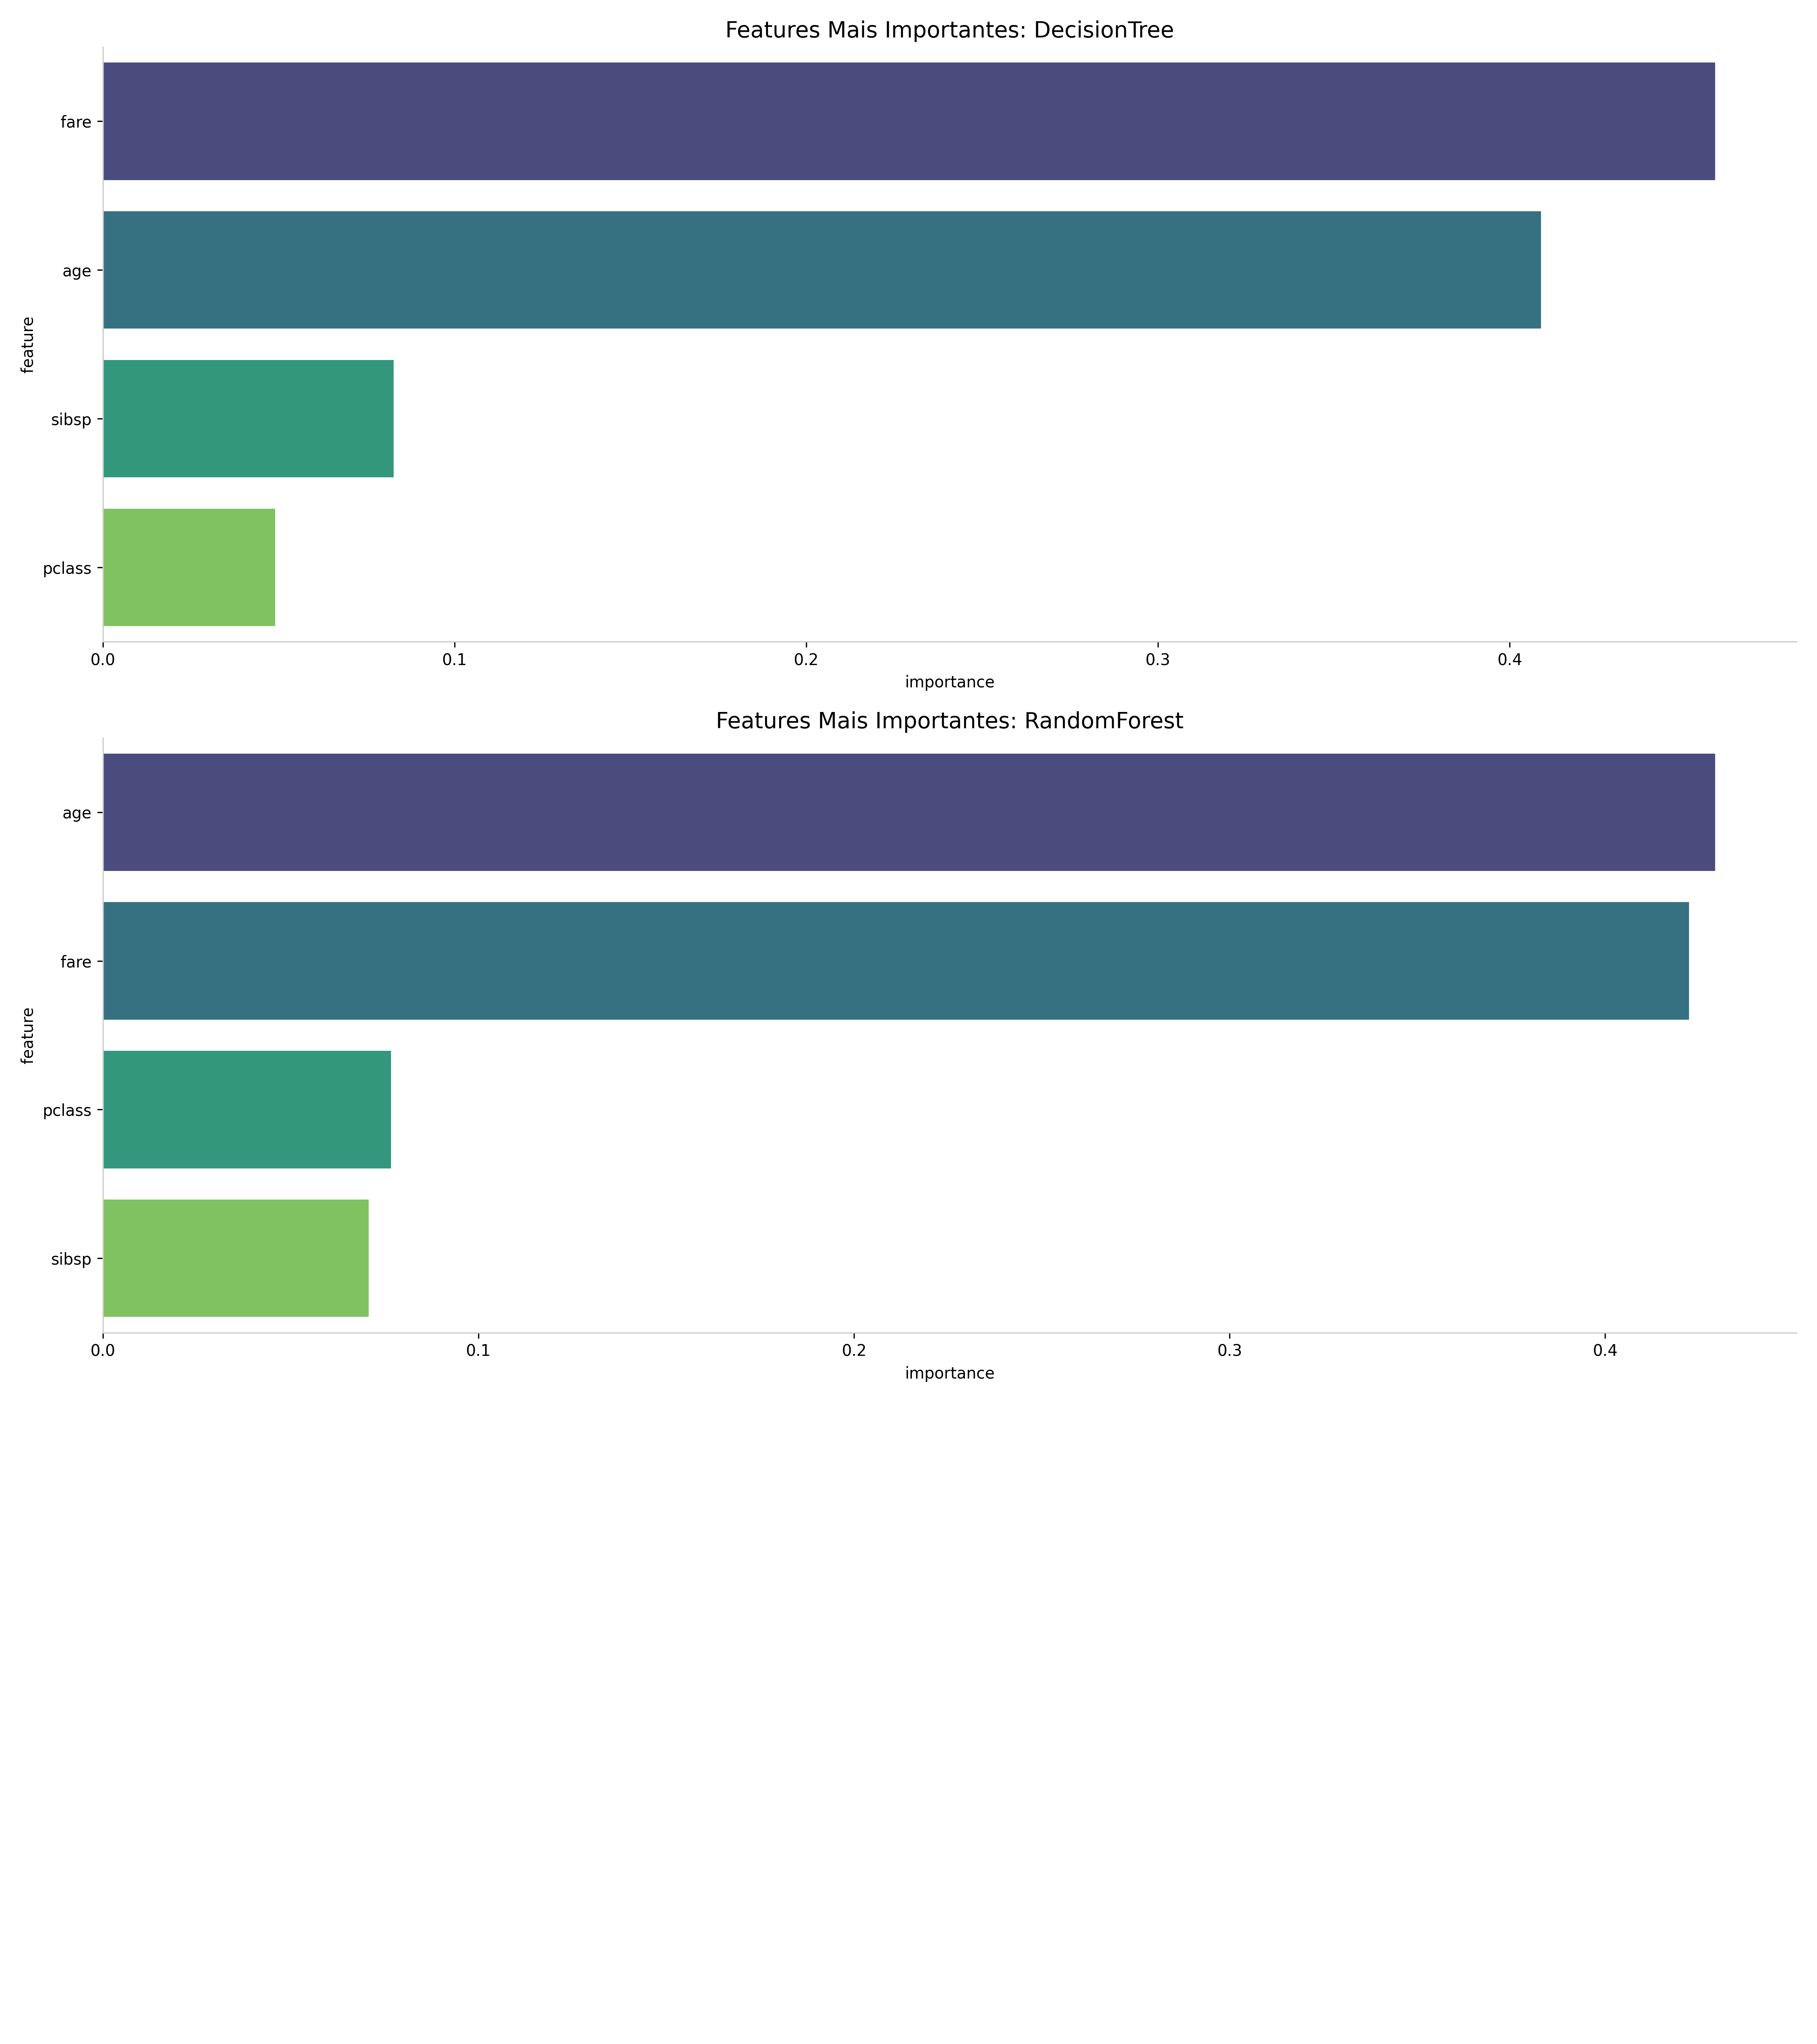 Features Mais Importantes: DecisionTree
fare
age
sibsp
pclass
feature
0.0 0.1 0.2 0.3 0.4
importance
Features Mais Importantes: RandomForest
age
fare
pclass
sibsp
feature
0.0 0.1 0.2 0.3 0.4
importance